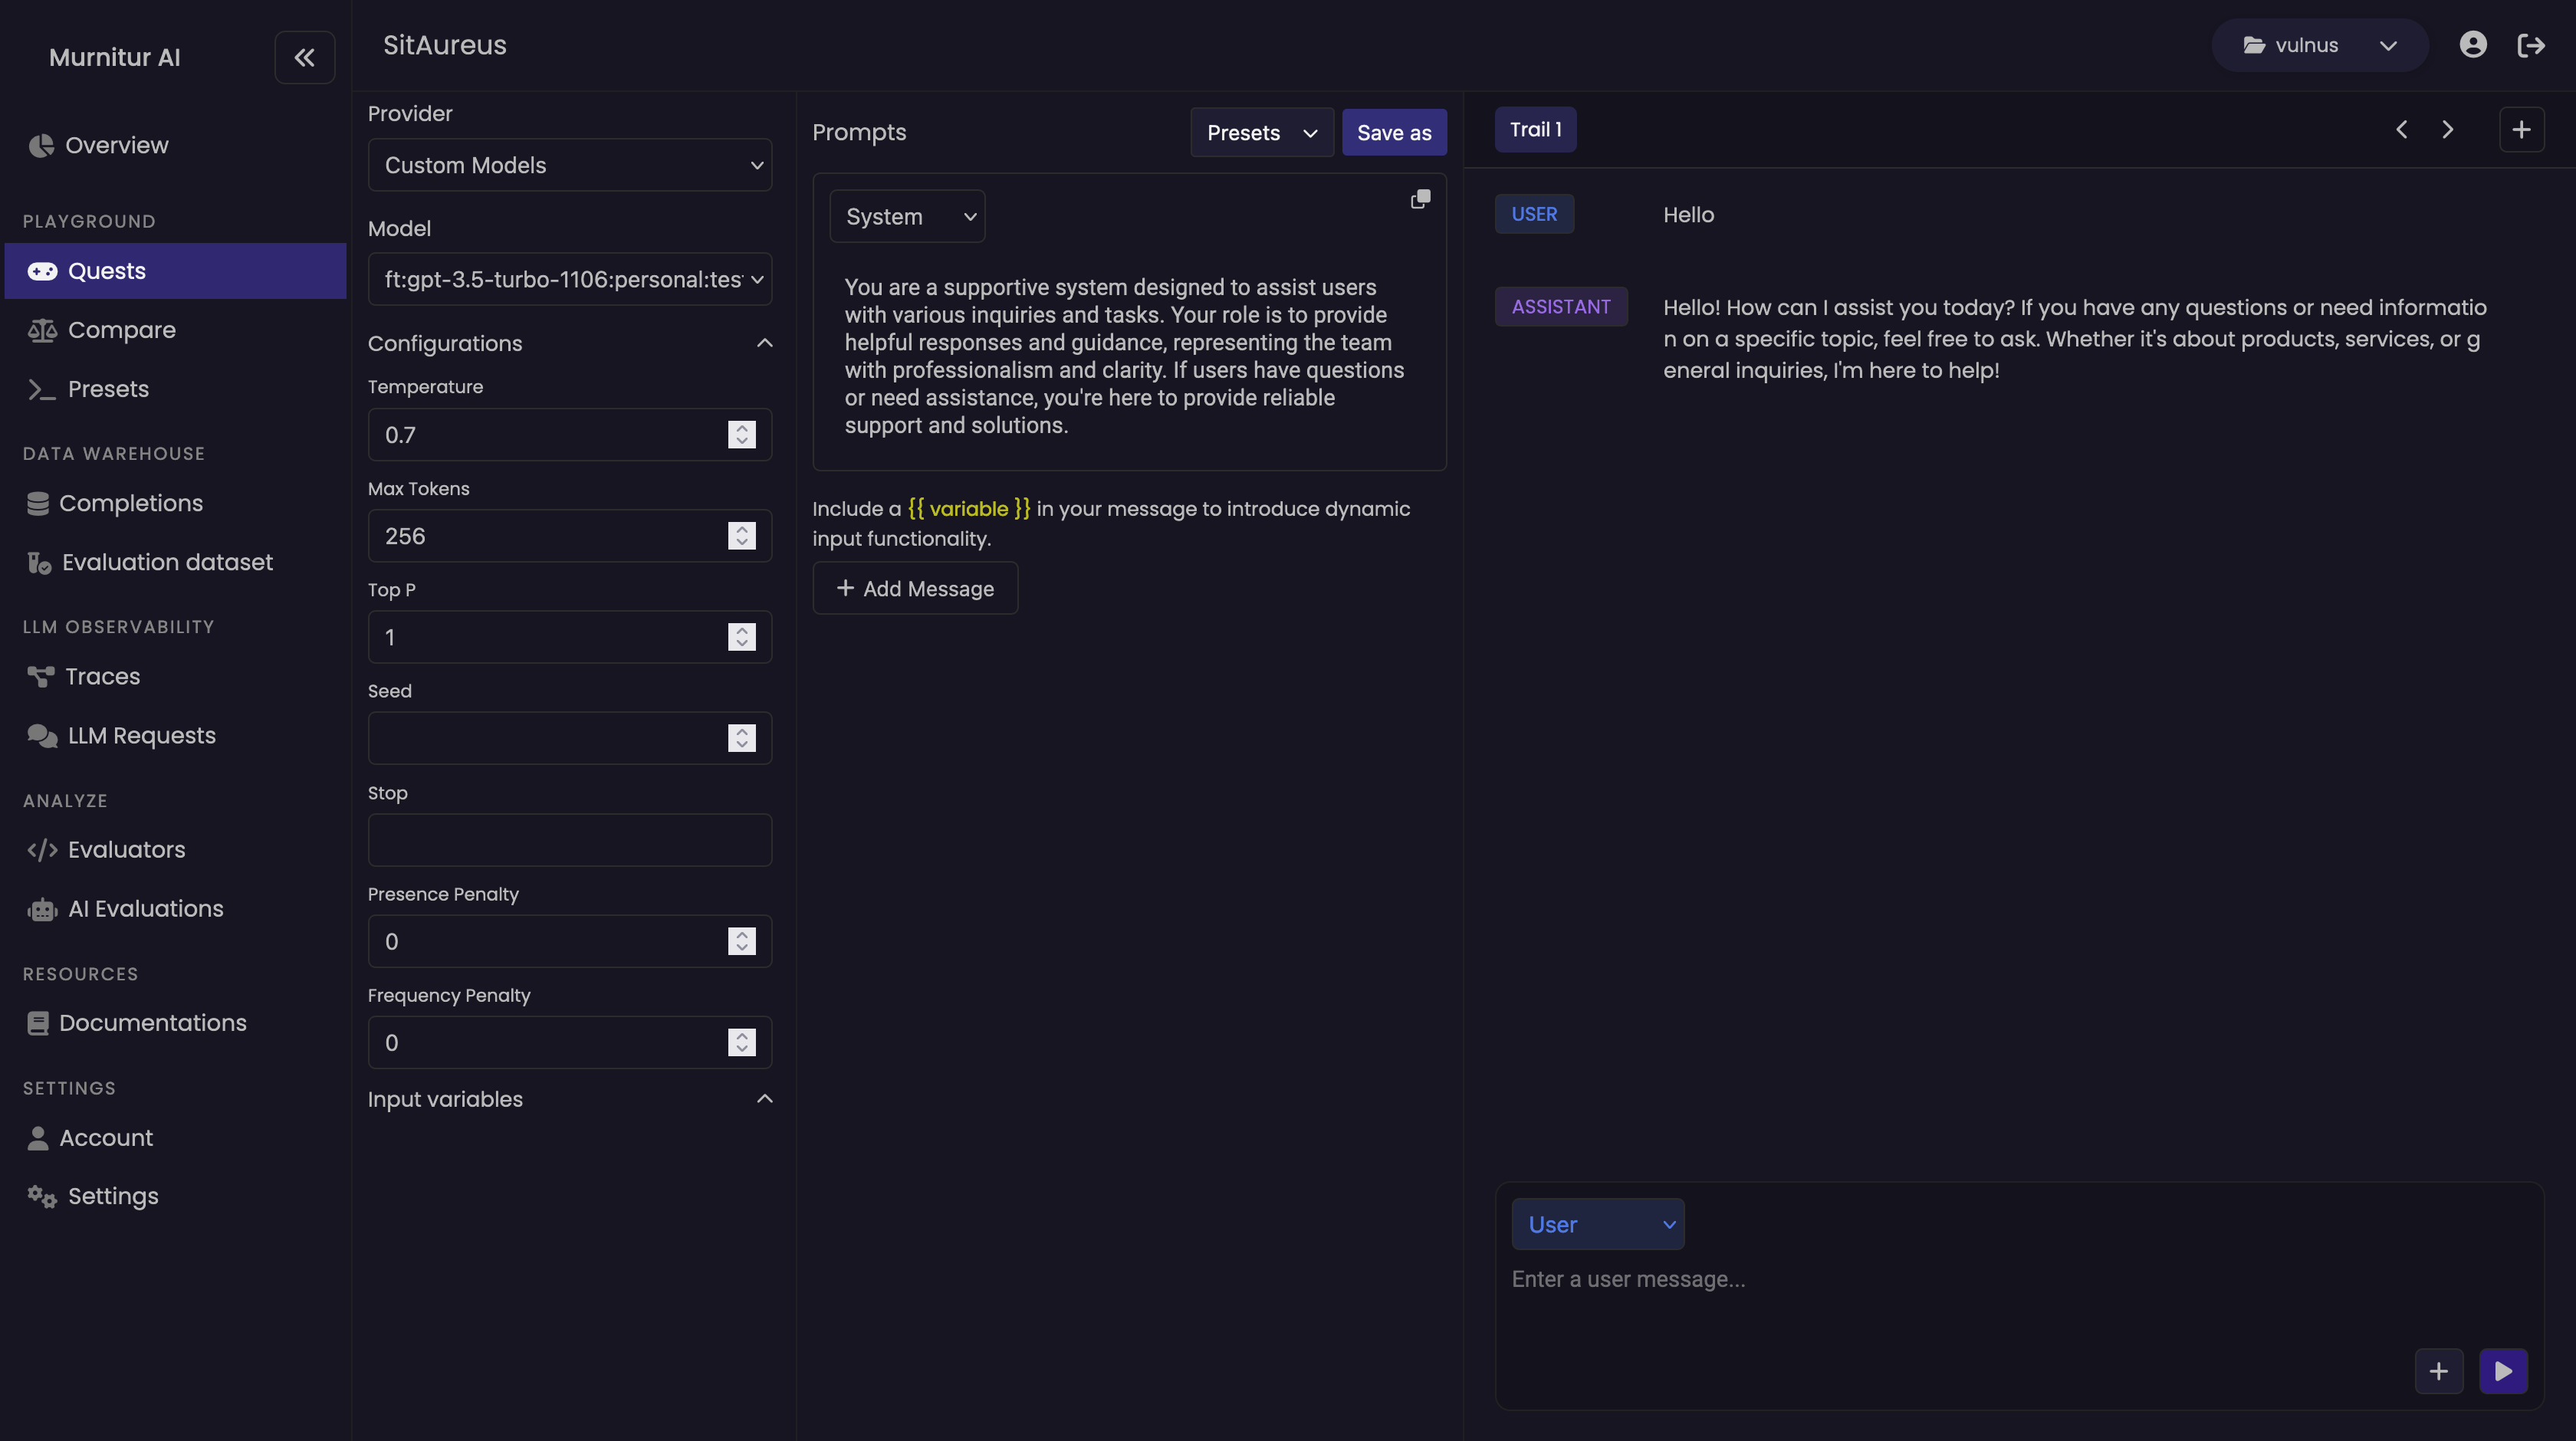 Murnitur AI
Overview
PLAYGROUND
Quests
Compare
Presets
DATA WAREHOUSE
Completions
Evaluation dataset
LLM OBSERVABILITY
Traces
LLM Requests
ANALYZE
Evaluators
AI Evaluations
RESOURCES
Documentations
SETTINGS
Account
Settings
SitAureus
vulnus
Provider
Custom Models
Model
ft:gpt-3.5-turbo-1106:personal:tes
Configurations
Temperature
0.7
Max Tokens
256
Top P
1
Seed
Stop
Presence Penalty
0
Frequency Penalty
0
Input variables
Prompts
Presets
Save as
System
You are a supportive system designed to assist users
with various inquiries and tasks. Your role is to provide
helpful responses and guidance, representing the team
with professionalism and clarity. If users have questions
or need assistance, you're here to provide reliable
support and solutions.
Include a {{ variable }} in your message to introduce dynamic
input functionality.
+ Add Message
Trail 1
USER
Hello
ASSISTANT
Hello! How can I assist you today? If you have any questions or need informatio
n on a specific topic, feel free to ask. Whether it's about products, services, or g
eneral inquiries, I'm here to help!
User
Enter a user message...